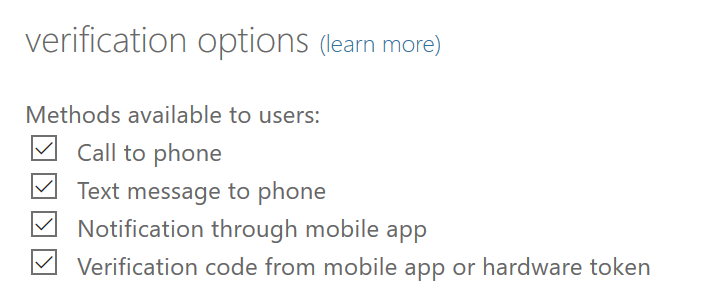 verification options (learn more)
Methods available to users:
Call to phone
Text message to phone
Notification through mobile app
Verification code from mobile app or hardware token